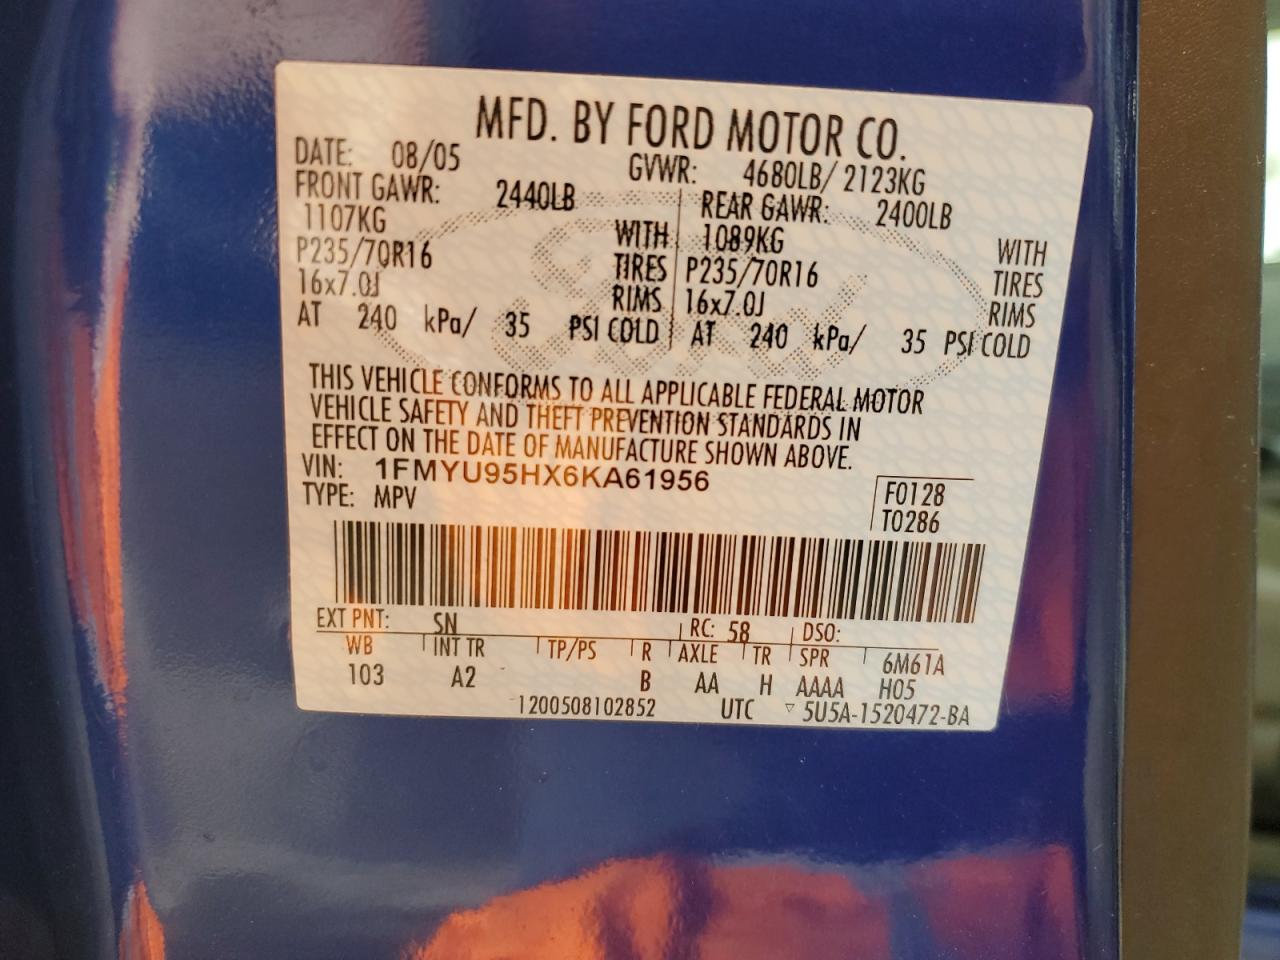 MFD. BY FORD MOTOR CO.
DATE: 08/05 GVWR: 4680LB/ 2123KG
FRONT GAWR: 2440LB REAR GAWR: 2400LB
1107KG WITH 1089KG WITH
P235/70R16 TIRES P235/70R16 TIRES
16x7.0J RIMS 16x7.0J RIMS
AT 240 kPa/ 35 PSI COLD AT 240 kPa/ 35 PSI COLD
THIS VEHICLE CONFORMS TO ALL APPLICABLE FEDERAL MOTOR
VEHICLE SAFETY AND THEFT PREVENTION STANDARDS IN
EFFECT ON THE DATE OF MANUFACTURE SHOWN ABOVE.
VIN: 1FMYU95HX6KA61956
TYPE: MPV
F0128
T0286
EXT PNT: SN RC: 58 DSO:
WB INT TR TP/PS R AXLE TR SPR 6M61A
103 A2 B AA H AAAA H05
1200508102852 UTC ▽ 5U5A-1520472-BA
Ford